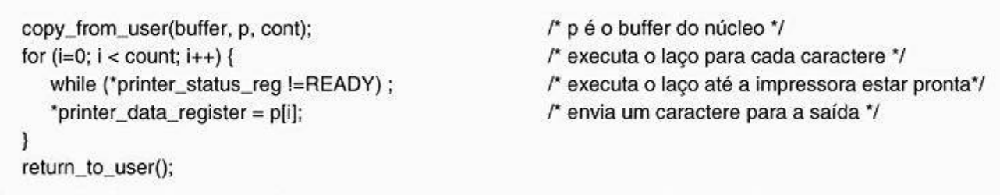 copy_from_user(buffer, p, cont); /* p é o buffer do núcleo */
for (i=0; i < count; i++) { /* executa o laço para cada caractere */
while (*printer_status_reg !=READY) ; /* executa o laço até a impressora estar pronta*/
*printer_data_register = p[i]; /* envia um caractere para a saída */
}
return_to_user();